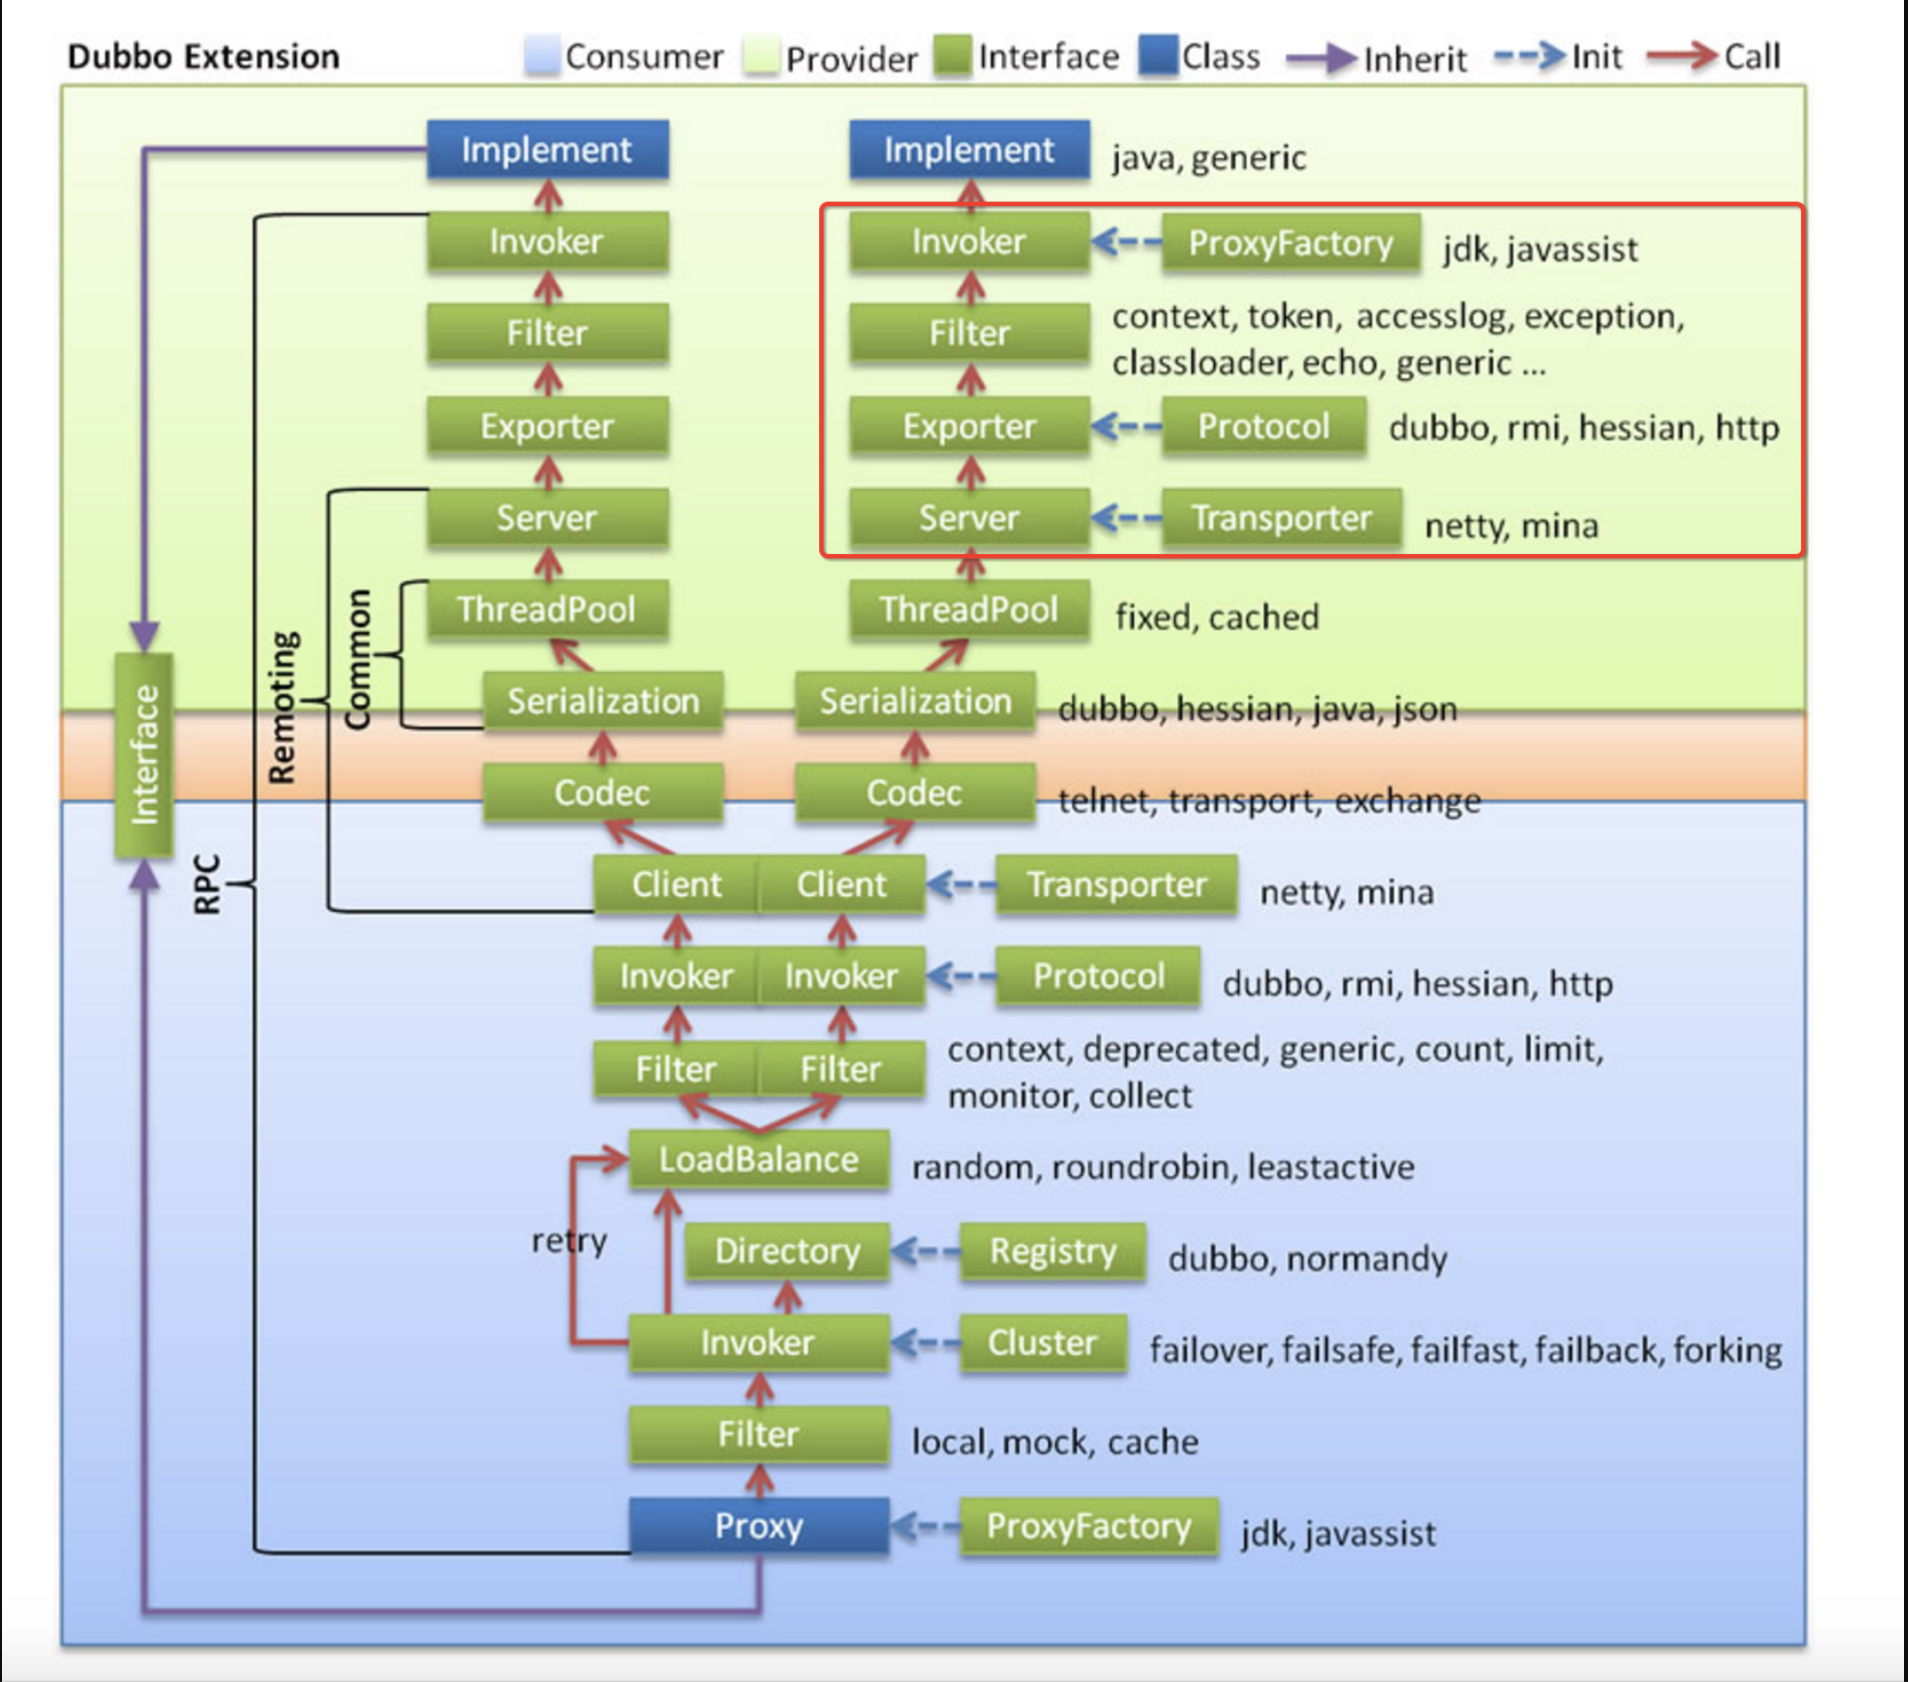 Dubbo Extension
Consumer
Provider
Interface
Class
Inherit
Init
Call
Implement
Implement
java, generic
Invoker
Invoker
ProxyFactory
jdk, javassist
Filter
Filter
context, token, accesslog, exception,
classloader, echo, generic ...
Exporter
Exporter
Protocol
dubbo, rmi, hessian, http
Server
Server
Transporter
netty, mina
ThreadPool
ThreadPool
fixed, cached
Common
Remoting
Interface
RPC
Serialization
Serialization
dubbo, hessian, java, json
Codec
Codec
telnet, transport, exchange
Client
Client
Transporter
netty, mina
Invoker
Invoker
Protocol
dubbo, rmi, hessian, http
Filter
Filter
context, deprecated, generic, count, limit,
monitor, collect
LoadBalance
random, roundrobin, leastactive
retry
Directory
Registry
dubbo, normandy
Invoker
Cluster
failover, failsafe, failfast, failback, forking
Filter
local, mock, cache
Proxy
ProxyFactory
jdk, javassist